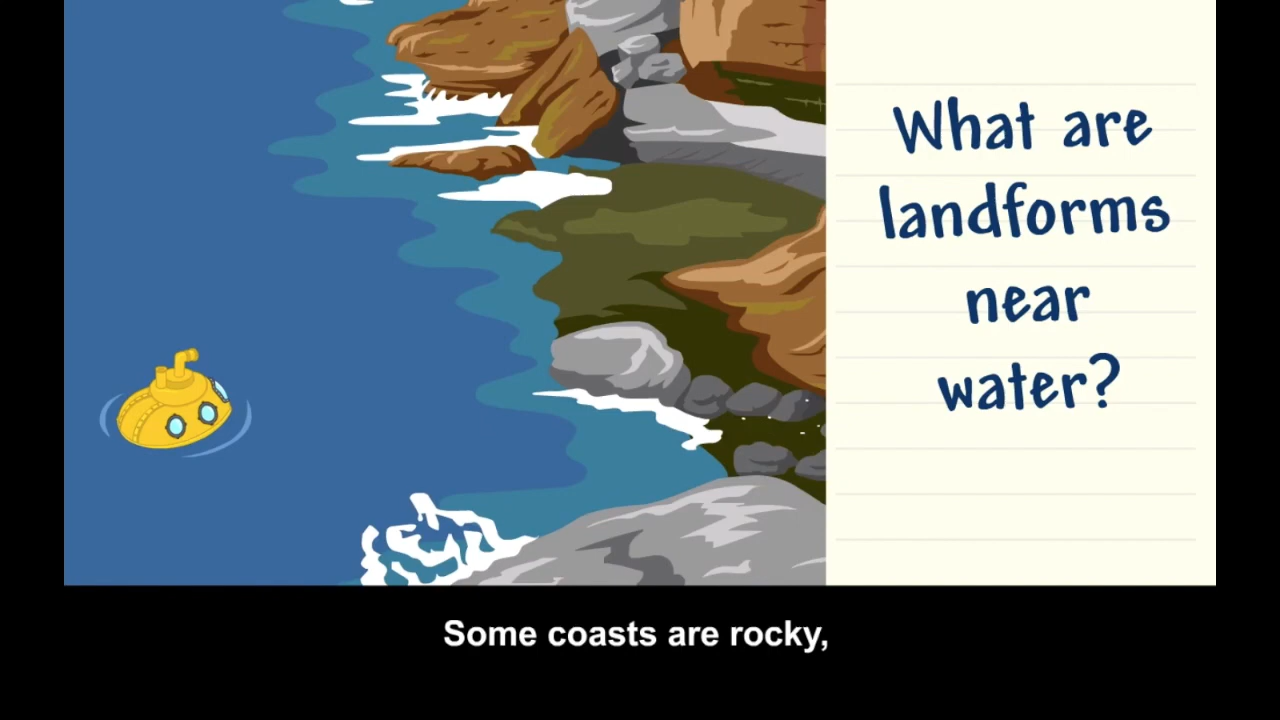 What are
landforms
near
water?
Some coasts are rocky,